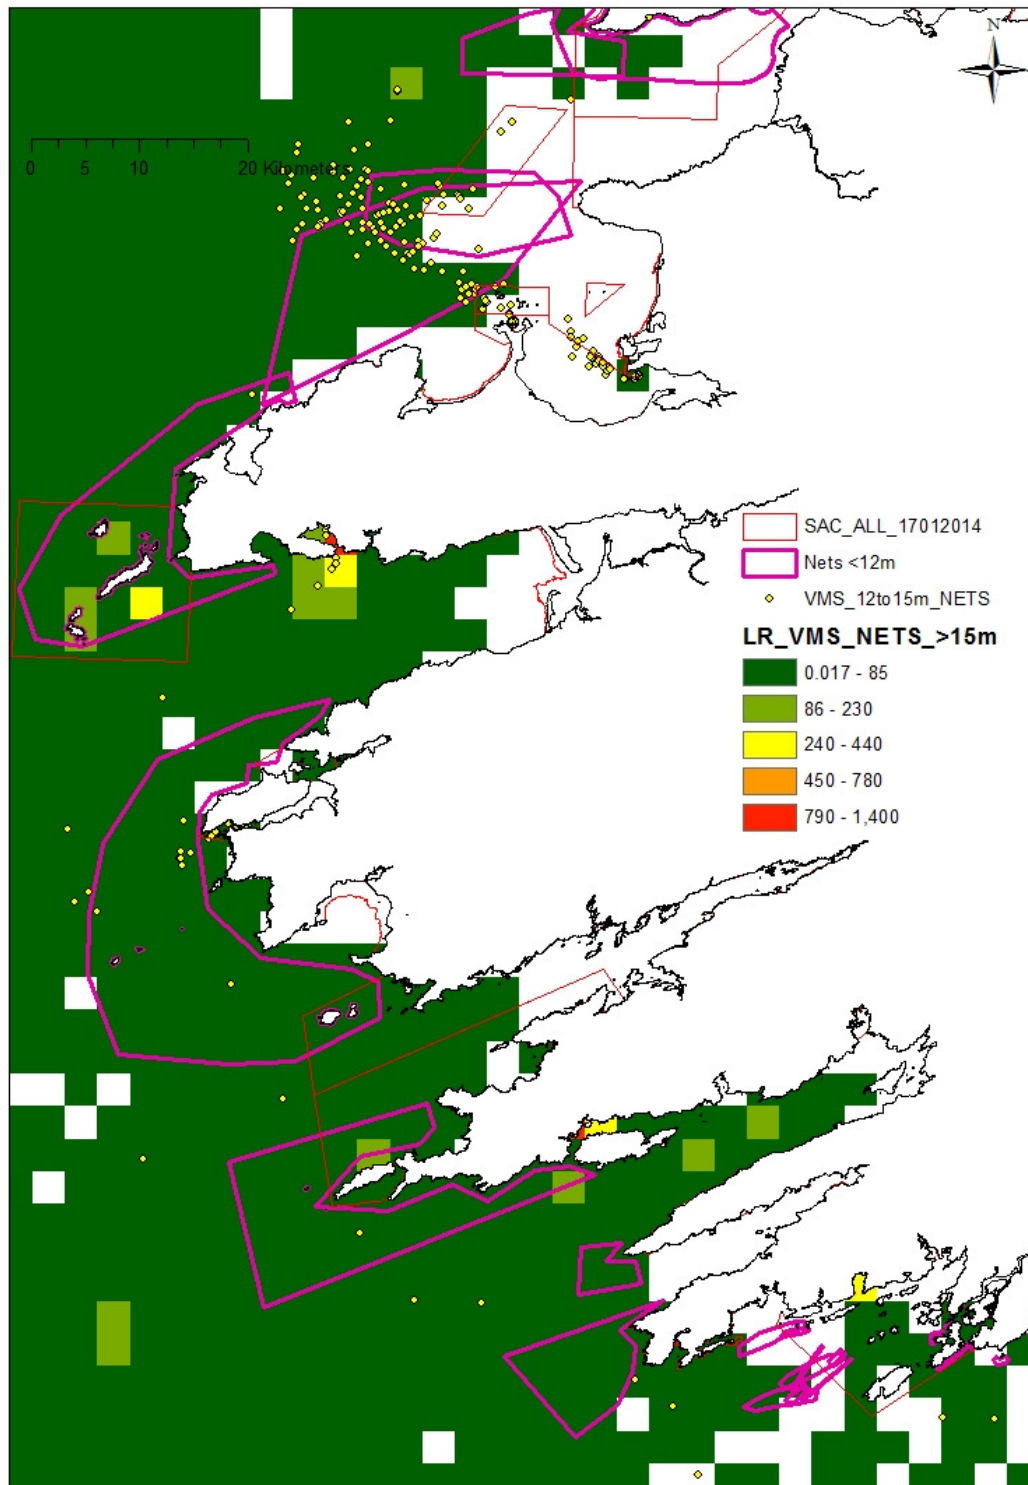 N
0 5 10 20 Kilometers
SAC_ALL_17012014
Nets <12m
VMS_12to15m_NETS
LR_VMS_NETS_>15m
0.017 - 85
86 - 230
240 - 440
450 - 780
790 - 1,400